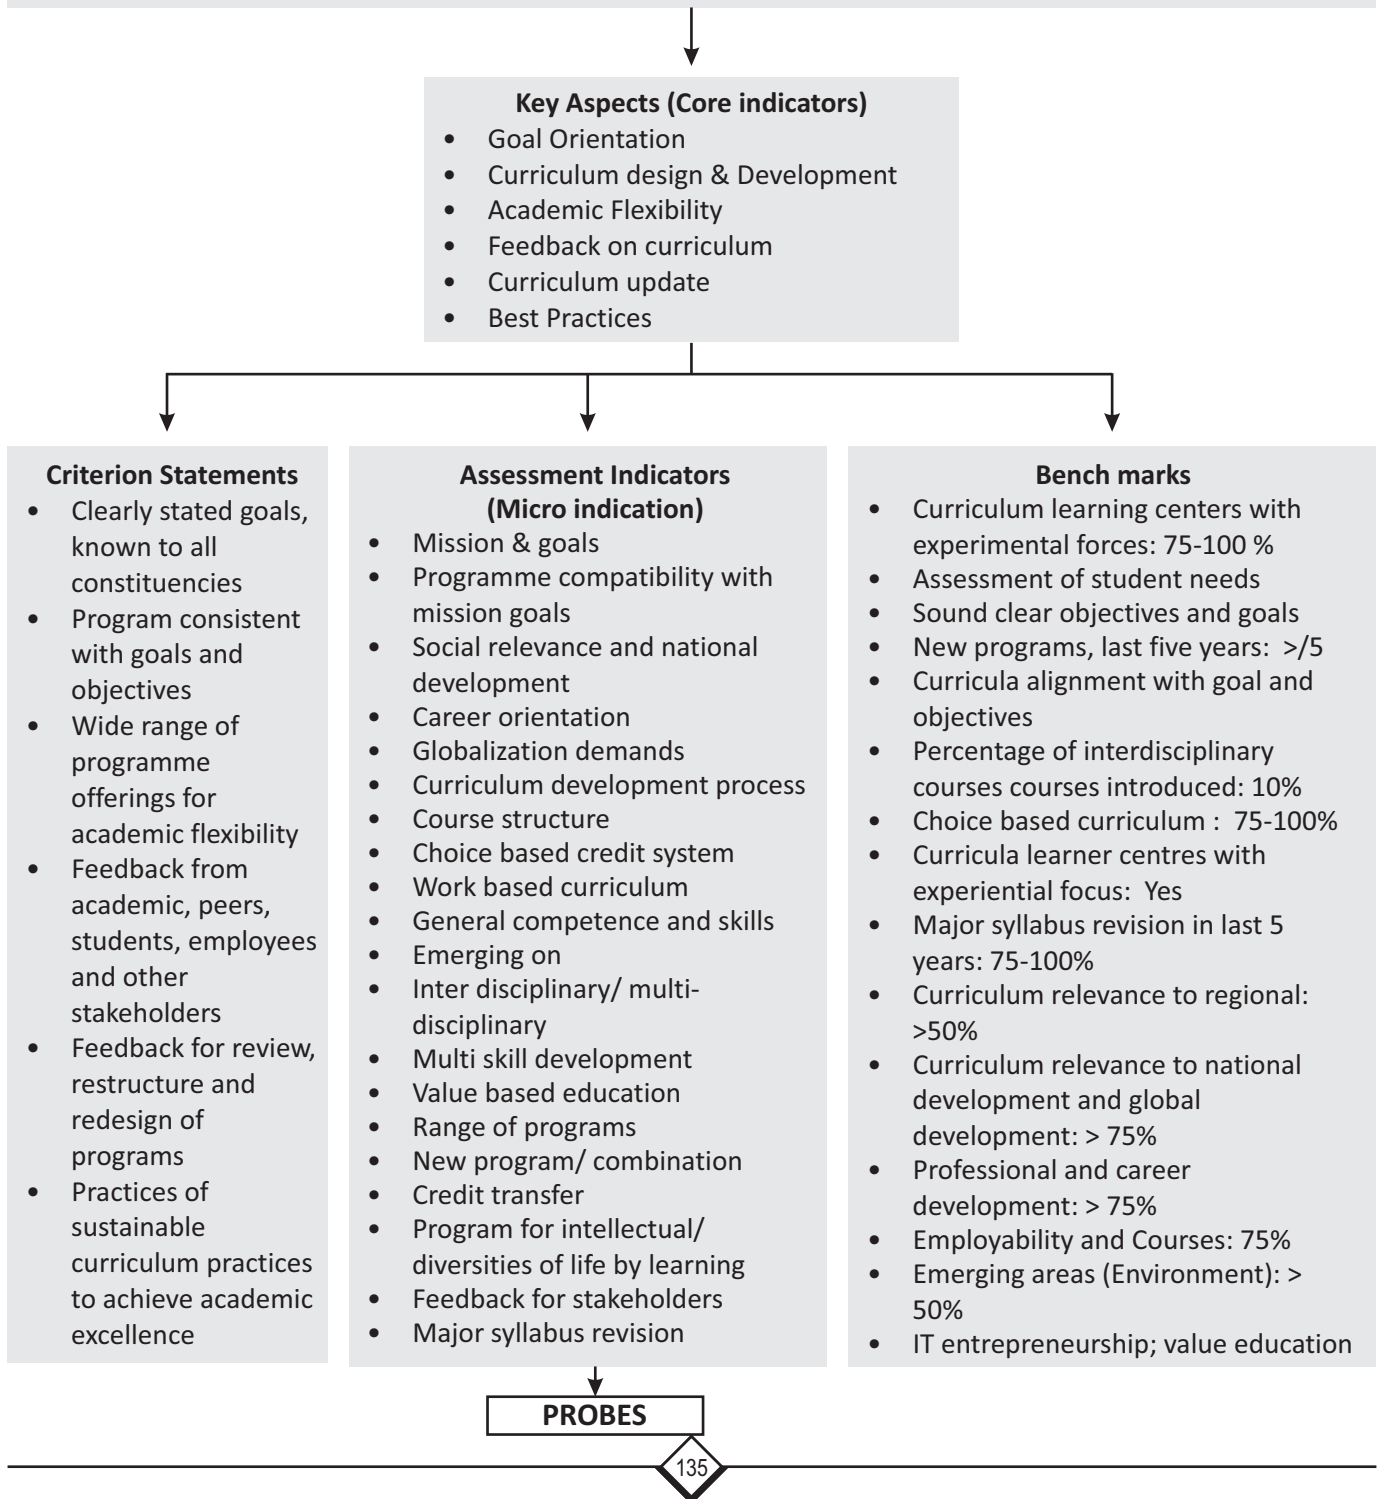 Key Aspects (Core indicators)
• Goal Orientation
• Curriculum design & Development
• Academic Flexibility
• Feedback on curriculum
• Curriculum update
• Best Practices
Criterion Statements
• Clearly stated goals,
known to all
constituencies
• Program consistent
with goals and
objectives
• Wide range of
programme
offerings for
academic flexibility
• Feedback from
academic, peers,
students, employees
and other
stakeholders
• Feedback for review,
restructure and
redesign of
programs
• Practices of
sustainable
curriculum practices
to achieve academic
excellence
Assessment Indicators
(Micro indication)
• Mission & goals
• Programme compatibility with
mission goals
• Social relevance and national
development
• Career orientation
• Globalization demands
• Curriculum development process
• Course structure
• Choice based credit system
• Work based curriculum
• General competence and skills
• Emerging on
• Inter disciplinary/ multi-
disciplinary
• Multi skill development
• Value based education
• Range of programs
• New program/ combination
• Credit transfer
• Program for intellectual/
diversities of life by learning
• Feedback for stakeholders
• Major syllabus revision
Bench marks
• Curriculum learning centers with
experimental forces: 75-100 %
• Assessment of student needs
• Sound clear objectives and goals
• New programs, last five years: >/5
• Curricula alignment with goal and
objectives
• Percentage of interdisciplinary
courses courses introduced: 10%
• Choice based curriculum : 75-100%
• Curricula learner centres with
experiential focus: Yes
• Major syllabus revision in last 5
years: 75-100%
• Curriculum relevance to regional:
>50%
• Curriculum relevance to national
development and global
development: > 75%
• Professional and career
development: > 75%
• Employability and Courses: 75%
• Emerging areas (Environment): >
50%
• IT entrepreneurship; value education
PROBES
135